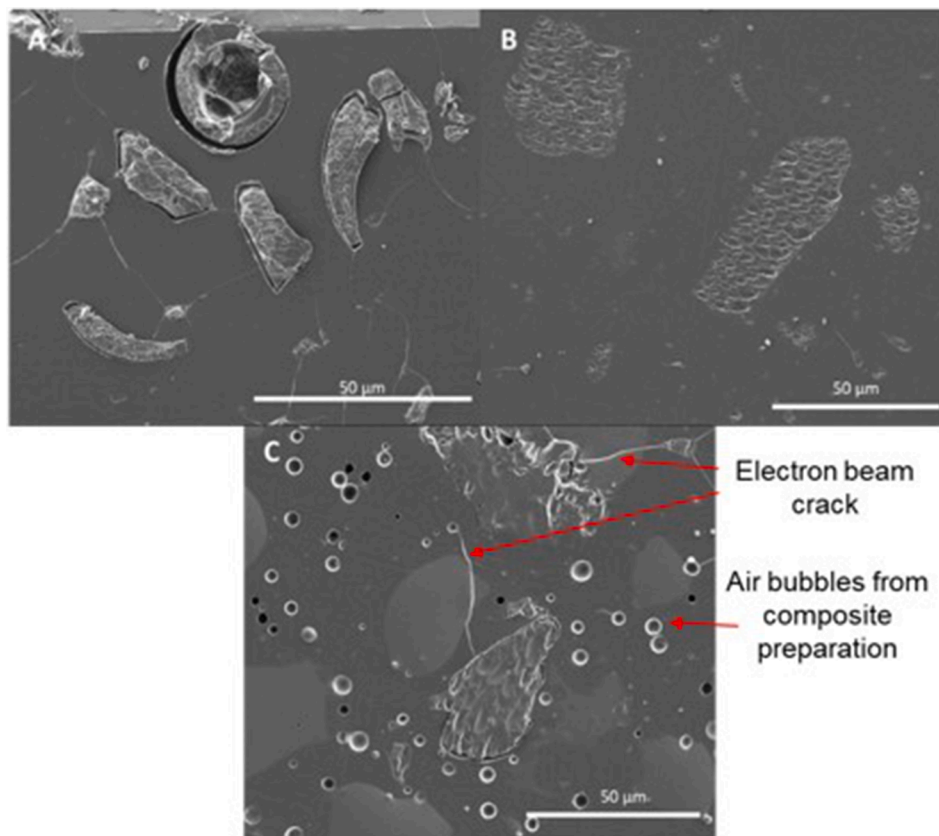 A
B
50 µm
50 µm
C
Electron beam
crack
Air bubbles from
composite
preparation
50 µm